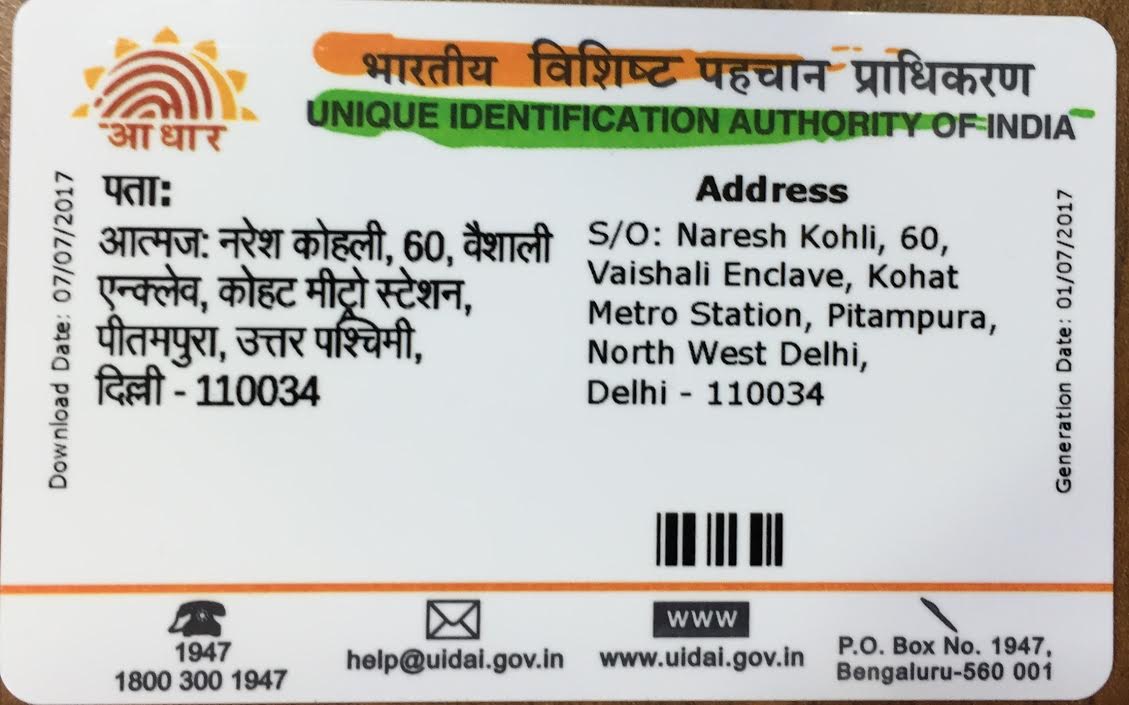 भारतीय विशिष्ट पहचान प्राधिकरण
UNIQUE IDENTIFICATION AUTHORITY OF INDIA
आधार
Download Date: 07/07/2017
पता:
आत्मज: नरेश कोहली, 60, वैशाली
एन्क्लेव, कोहट मीट्रो स्टेशन,
पीतमपुरा, उत्तर पश्चिमी,
दिल्ली - 110034
Address
S/O: Naresh Kohli, 60,
Vaishali Enclave, Kohat
Metro Station, Pitampura,
North West Delhi,
Delhi - 110034
Generation Date: 01/07/2017
1947
1800 300 1947
help@uidai.gov.in
www
www.uidai.gov.in
P.O. Box No. 1947,
Bengaluru-560 001